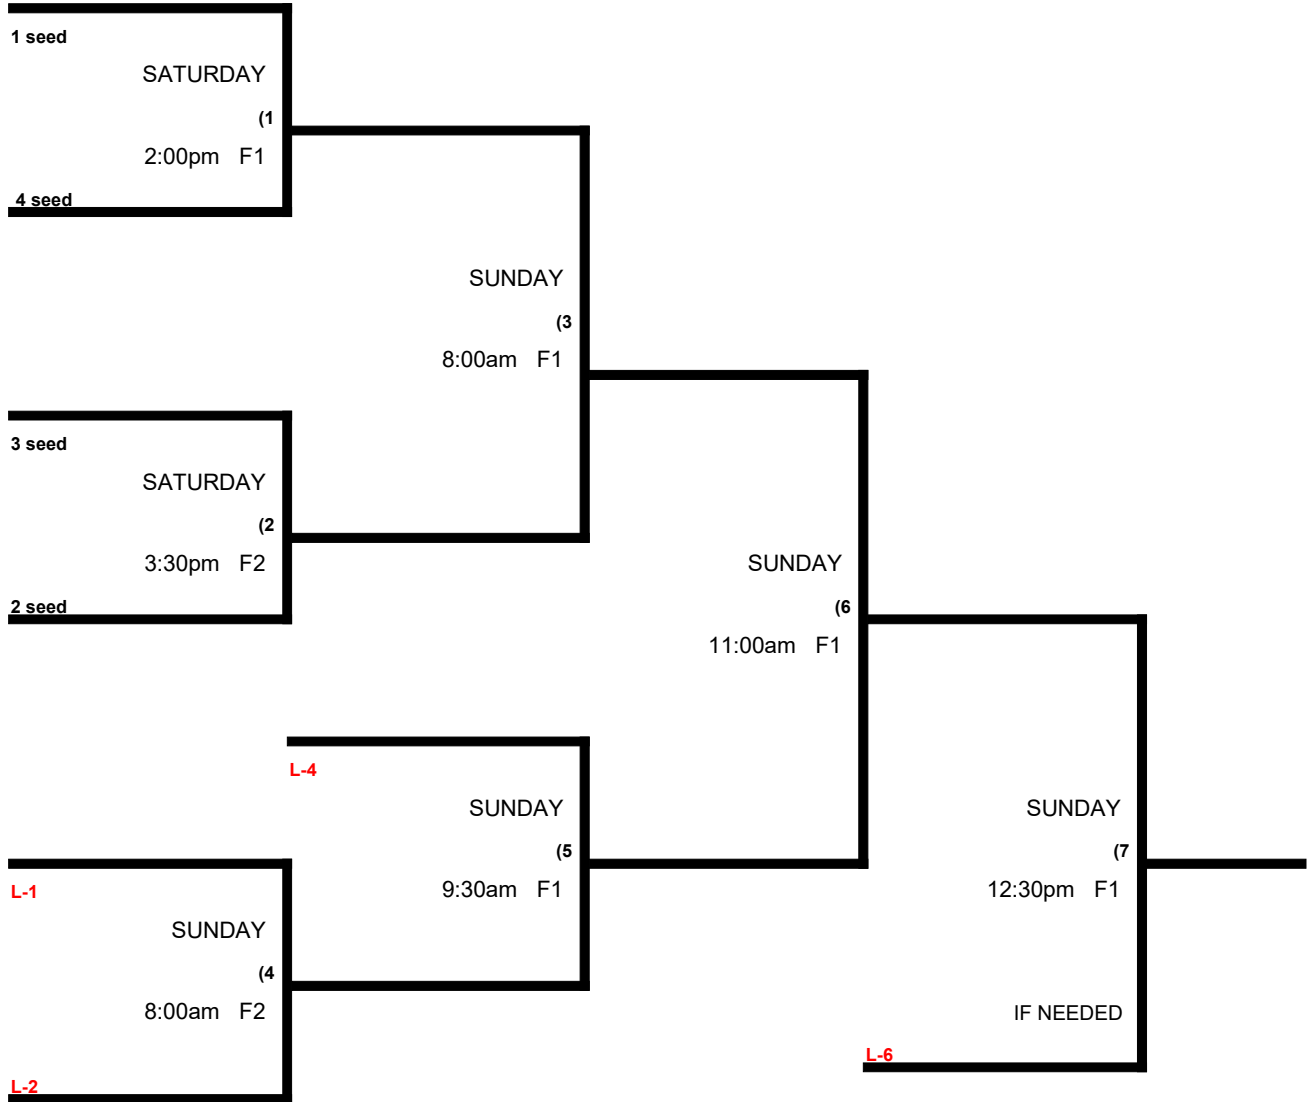 1 seed
SATURDAY
(1
2:00pm F1
4 seed
SUNDAY
(3
8:00am F1
3 seed
SATURDAY
(2
3:30pm F2
2 seed
SUNDAY
(6
11:00am F1
L-4
SUNDAY
(5
9:30am F1
SUNDAY
(7
12:30pm F1
L-1
SUNDAY
(4
8:00am F2
L-2
IF NEEDED
L-6